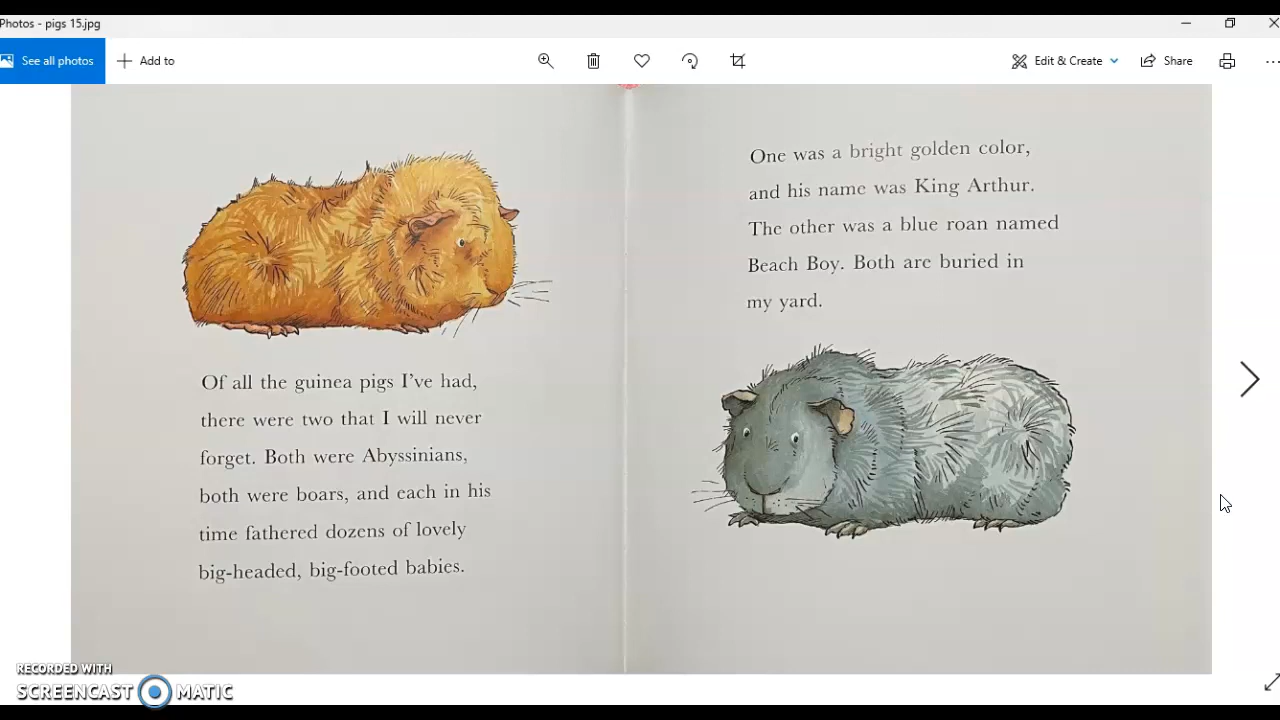 Photos - pigs 15.jpg
See all photos
Add to
Edit & Create
Share
Of all the guinea pigs I've had,
there were two that I will never
forget. Both were Abyssinians,
both were boars, and each in his
time fathered dozens of lovely
big-headed, big-footed babies.
One was a bright golden color,
and his name was King Arthur.
The other was a blue roan named
Beach Boy. Both are buried in
my yard.
RECORDED WITH
SCREENCAST MATIC